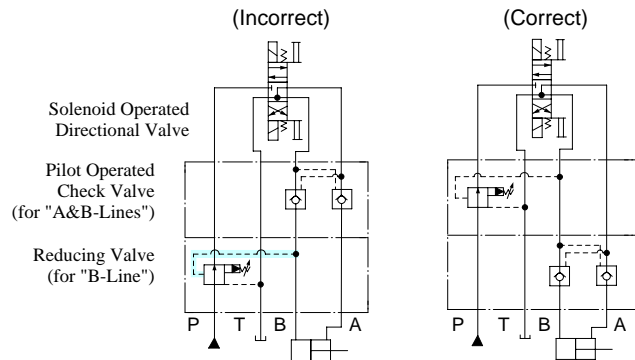 (Incorrect)
(Correct)
Solenoid Operated
Directional Valve
Pilot Operated
Check Valve
(for "A&B-Lines")
Reducing Valve
(for "B-Line")
P T B A
P T B A